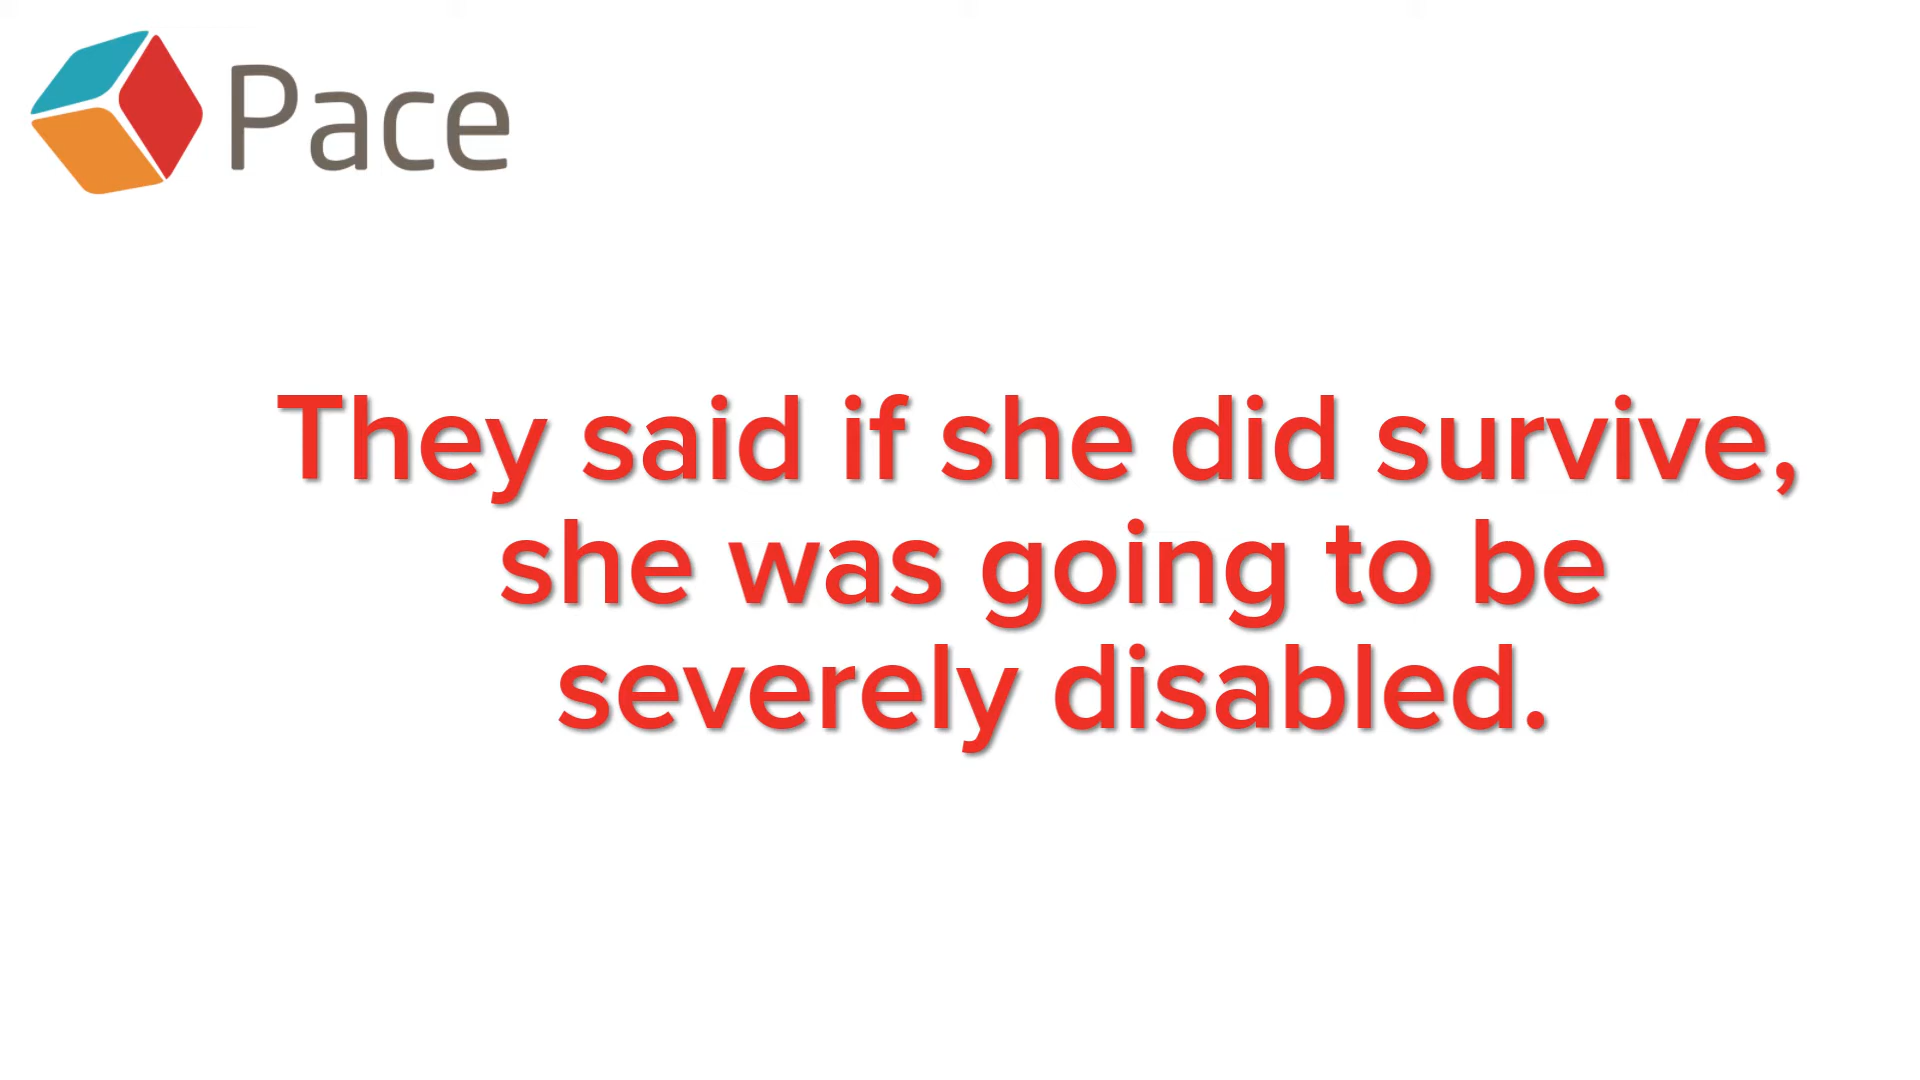 Pace
They said if she did survive,
she was going to be
severely disabled.